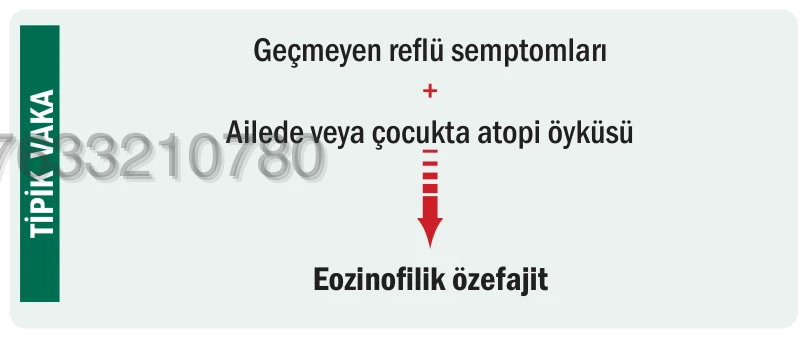 TİPİK VAKA
Geçmeyen reflü semptomları
+
Ailede veya çocukta atopi öyküsü
Eozinofilik özefajit